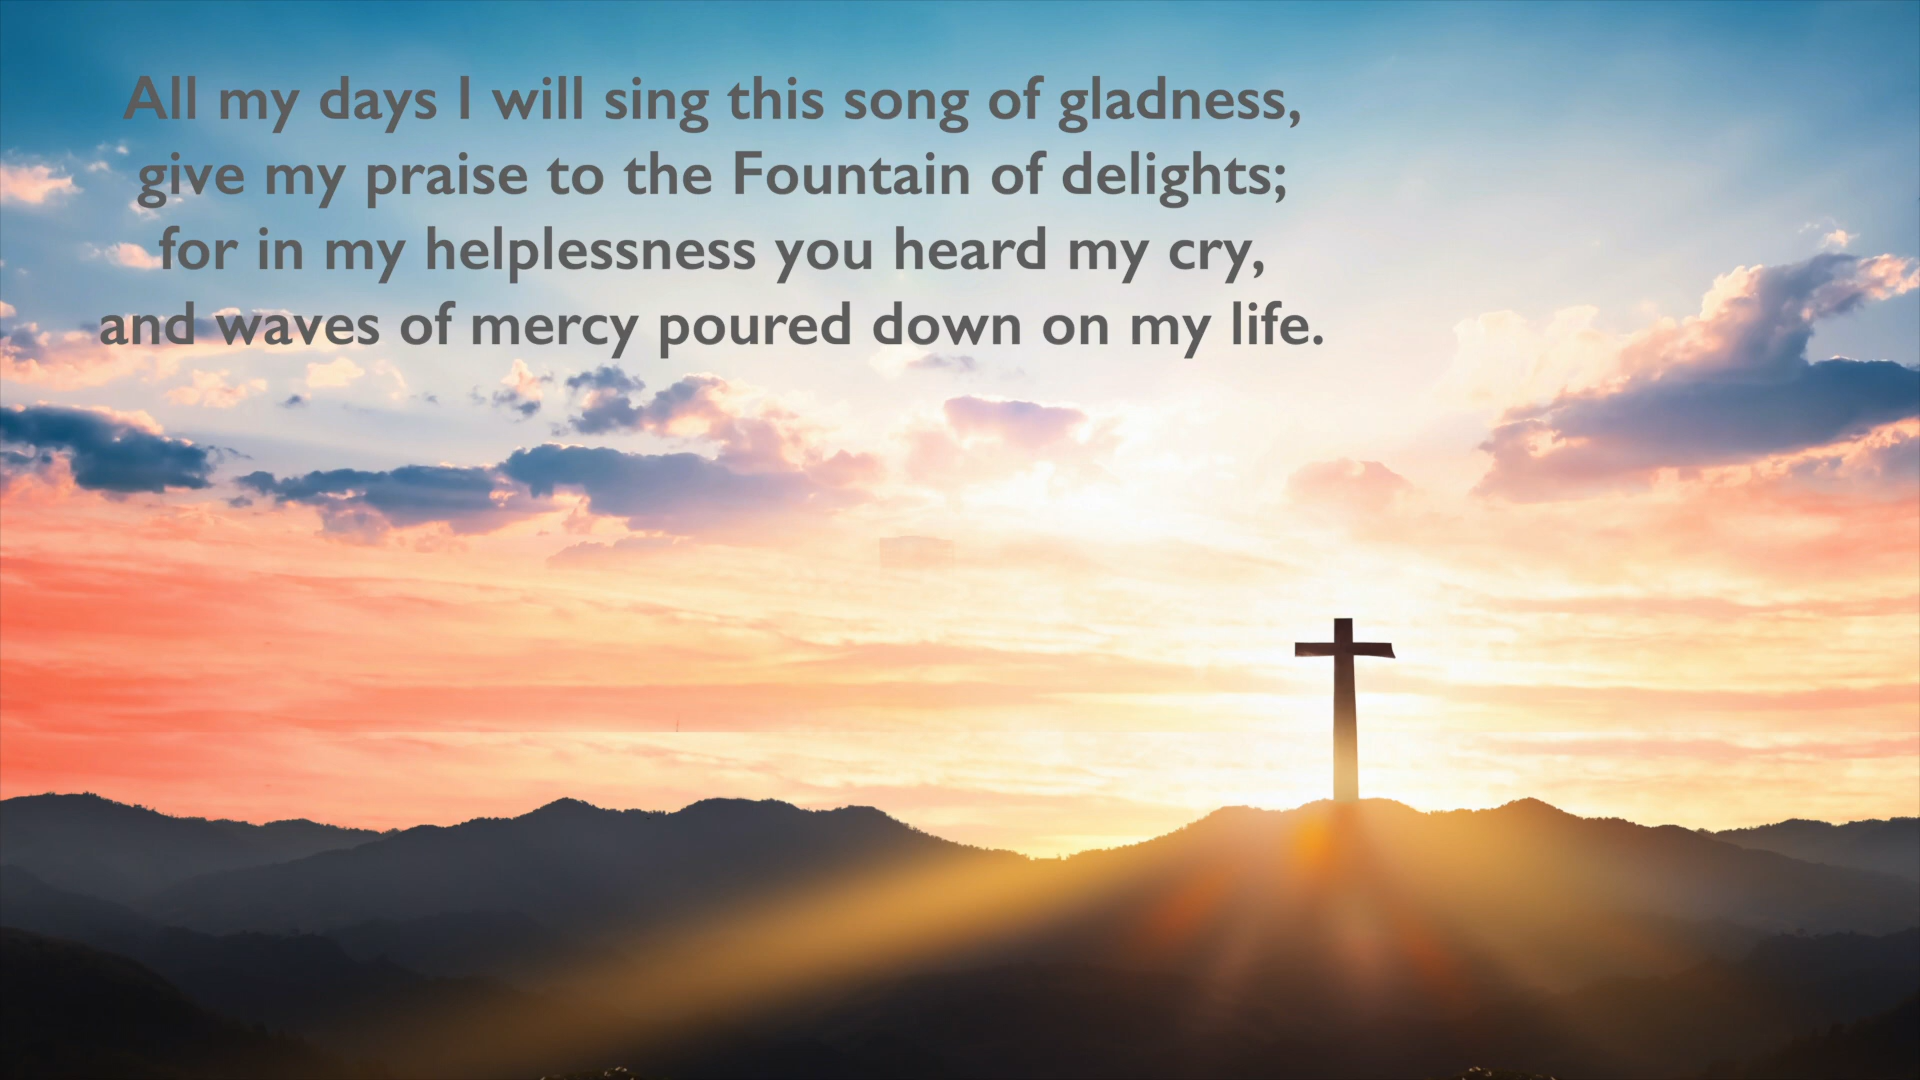 All my days I will sing this song of gladness,
give my praise to the Fountain of delights;
for in my helplessness you heard my cry,
and waves of mercy poured down on my life.